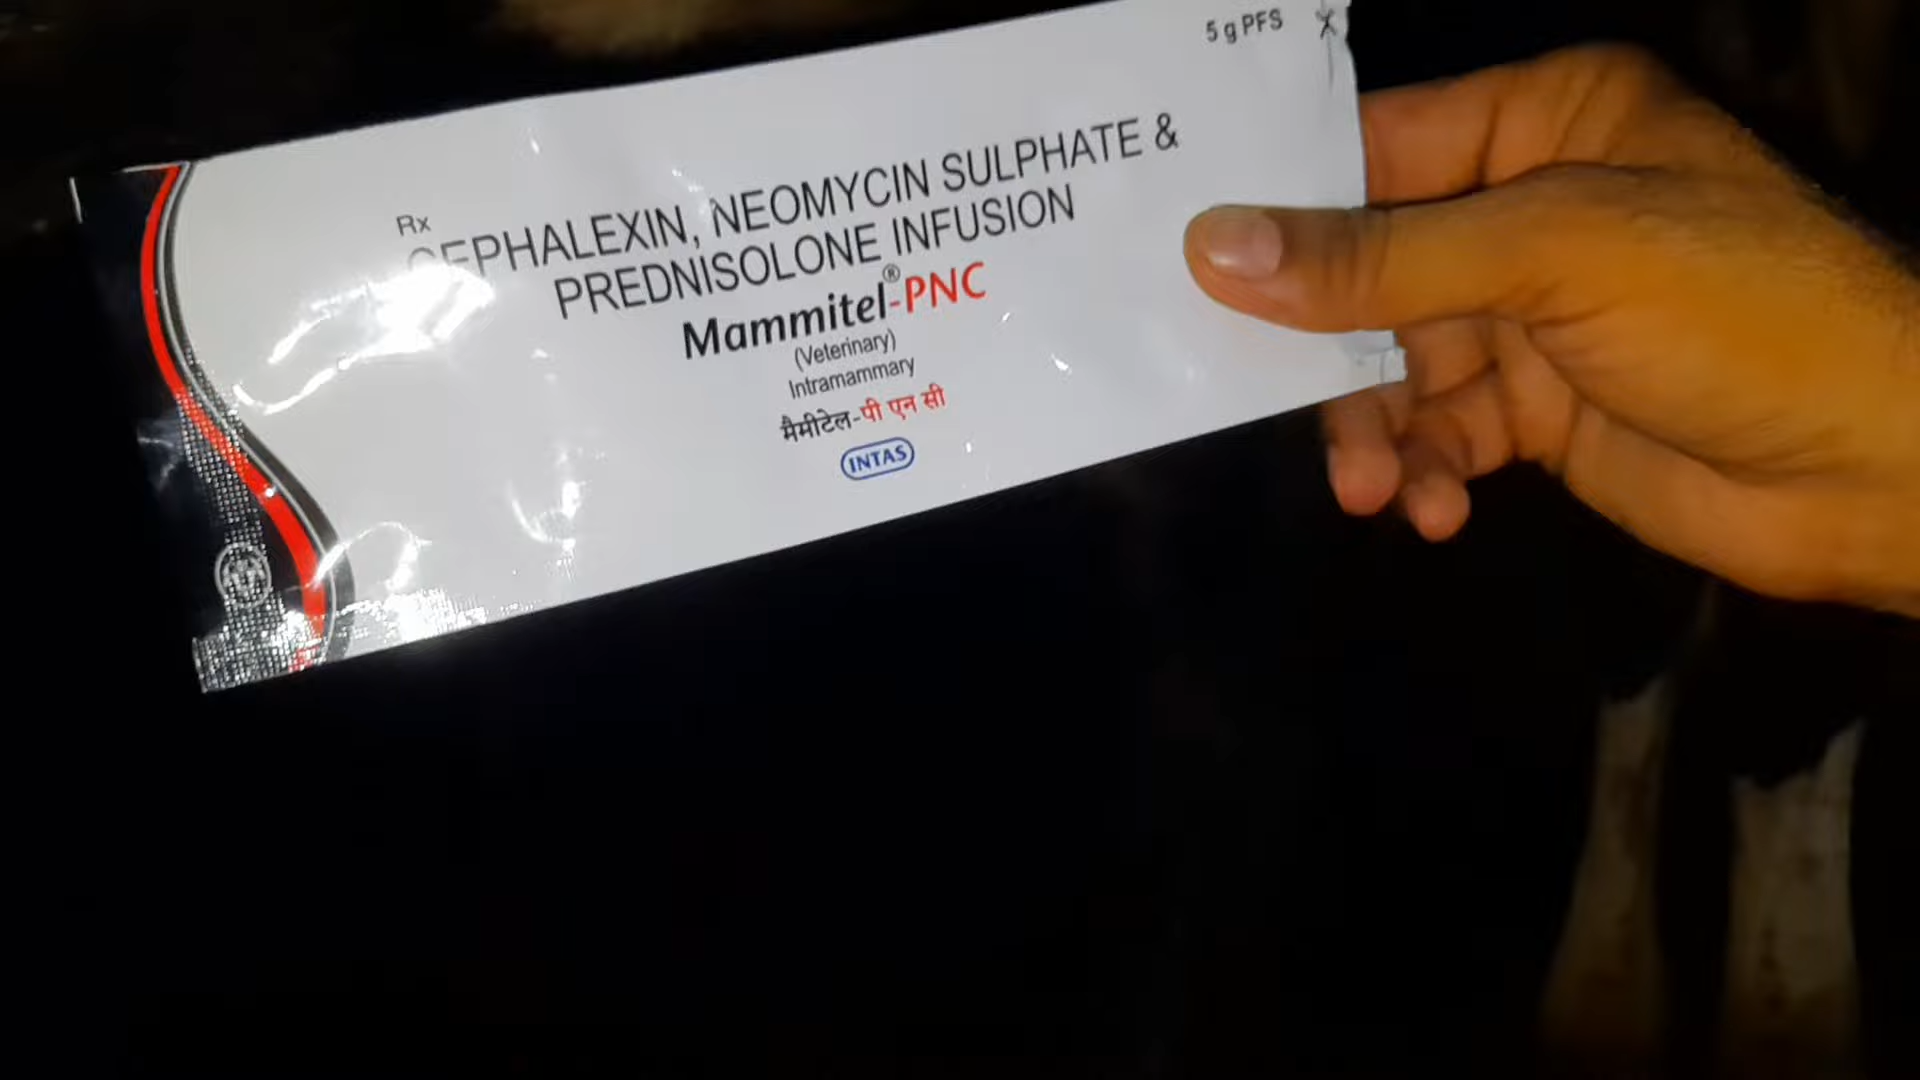 5 g PFS
Rx
CEPHALEXIN, NEOMYCIN SULPHATE &
PREDNISOLONE INFUSION
Mammitel®-PNC
(Veterinary)
Intramammary
मैमीटेल-पी एन सी
INTAS